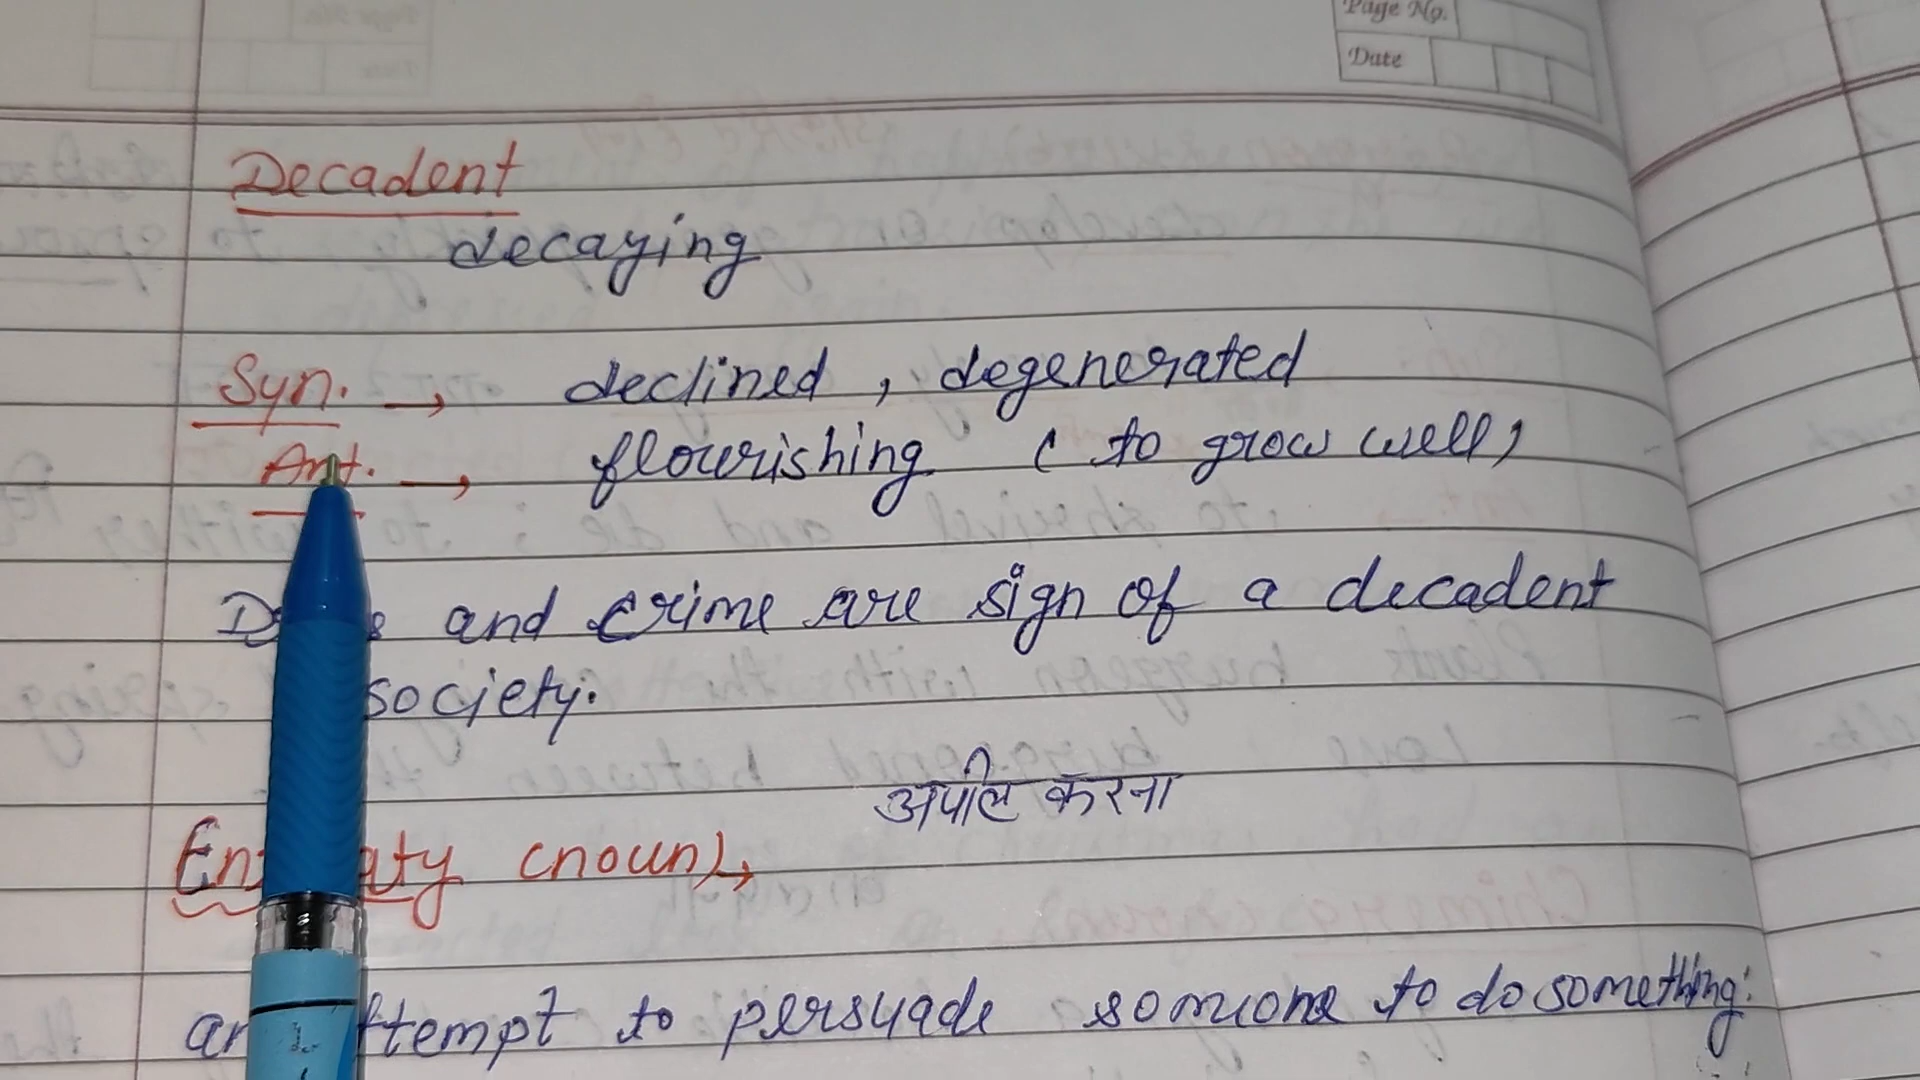 Page No.
Date
Decadent
decaying
Syn. → declined, degenerated
Ant. → flourishing ( to grow well)
and crime are sign of a decadent
society.
अपील करना
(noun) →
to persuade someone to do something: